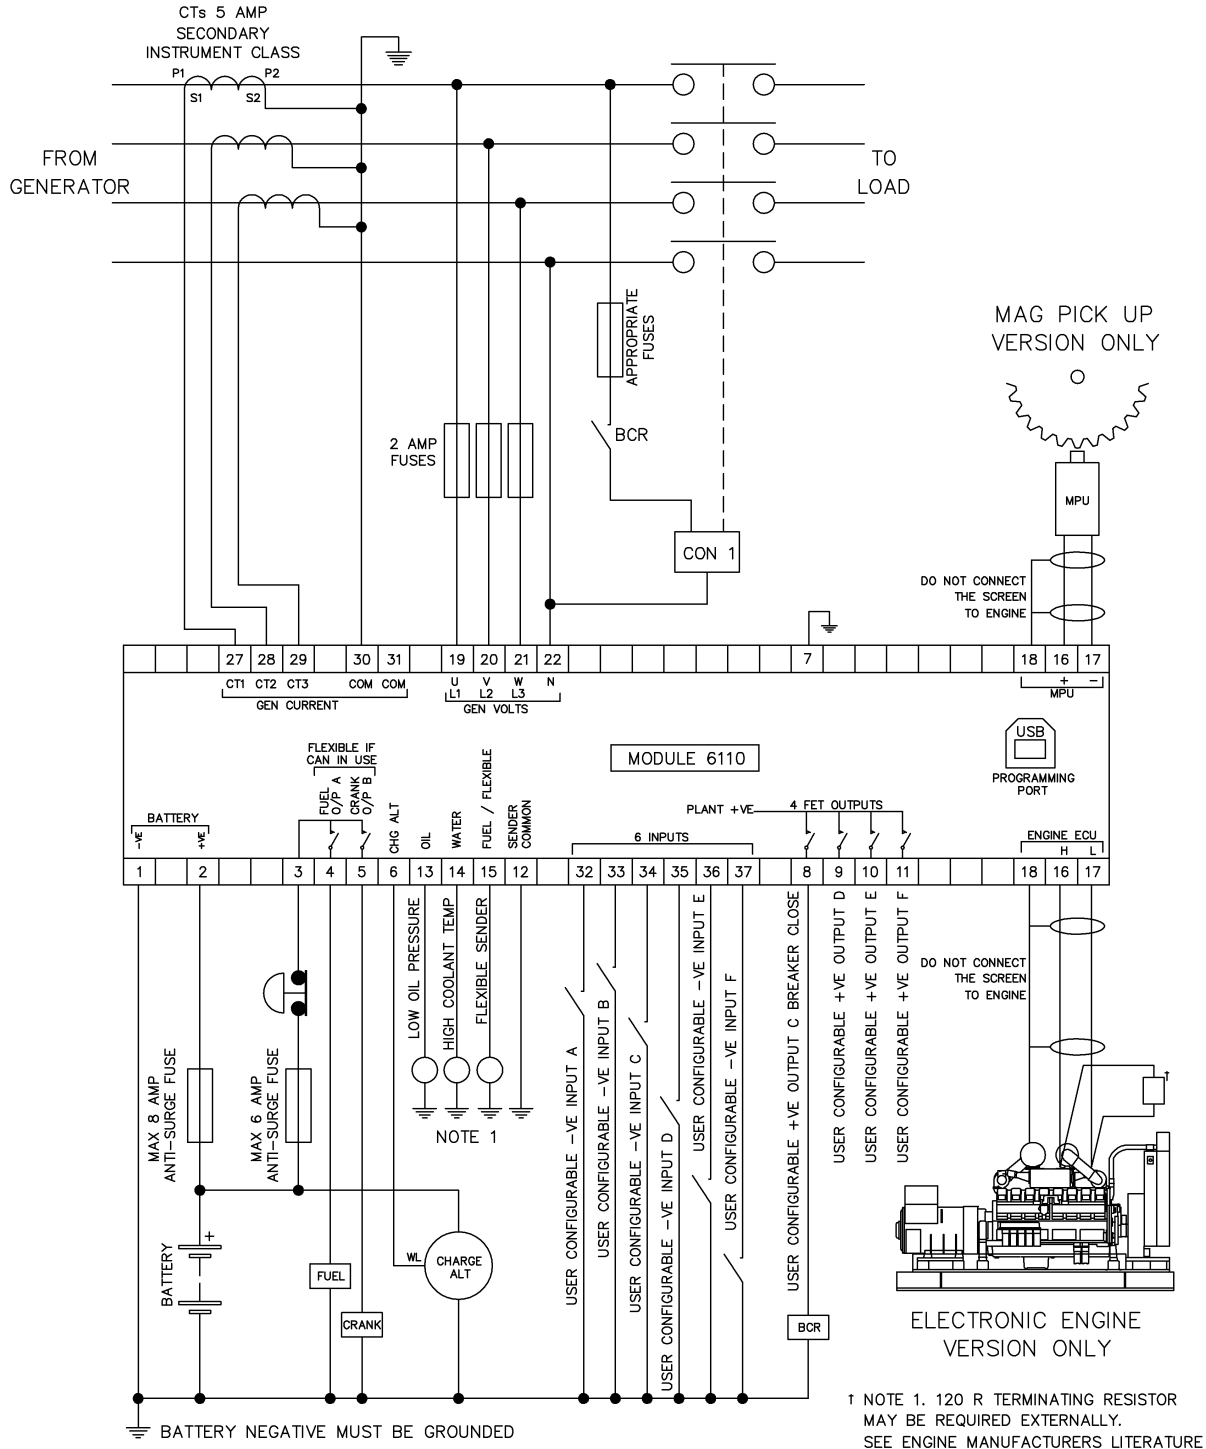 CTs 5 AMP
SECONDARY
INSTRUMENT CLASS
P1
P2
S1
S2
FROM
GENERATOR
TO
LOAD
APPROPRIATE
FUSES
2 AMP
FUSES
BCR
CON 1
MAG PICK UP
VERSION ONLY
MPU
DO NOT CONNECT
THE SCREEN
TO ENGINE
27 28 29 30 31 19 20 21 22 7 18 16 17
CT1 CT2 CT3 COM COM
GEN CURRENT
U V W N
L1 L2 L3
GEN VOLTS
+ −
MPU
USB
PROGRAMMING
PORT
MODULE 6110
FLEXIBLE IF
CAN IN USE
FUEL
O/P A
CRANK
O/P B
CHG ALT
OIL
WATER
FUEL / FLEXIBLE
SENDER
COMMON
BATTERY
−VE
+VE
PLANT +VE
4 FET OUTPUTS
6 INPUTS
ENGINE ECU
H L
1 2 3 4 5 6 13 14 15 12 32 33 34 35 36 37 8 9 10 11 18 16 17
LOW OIL PRESSURE
HIGH COOLANT TEMP
FLEXIBLE SENDER
NOTE 1
USER CONFIGURABLE −VE INPUT A
USER CONFIGURABLE −VE INPUT B
USER CONFIGURABLE −VE INPUT C
USER CONFIGURABLE −VE INPUT D
USER CONFIGURABLE −VE INPUT E
USER CONFIGURABLE −VE INPUT F
USER CONFIGURABLE +VE OUTPUT C BREAKER CLOSE
USER CONFIGURABLE +VE OUTPUT D
USER CONFIGURABLE +VE OUTPUT E
USER CONFIGURABLE +VE OUTPUT F
DO NOT CONNECT
THE SCREEN
TO ENGINE
†
MAX 8 AMP
ANTI−SURGE FUSE
MAX 6 AMP
ANTI−SURGE FUSE
+
BATTERY
FUEL
CRANK
WL
CHARGE
ALT
BCR
ELECTRONIC ENGINE
VERSION ONLY
BATTERY NEGATIVE MUST BE GROUNDED
† NOTE 1. 120 R TERMINATING RESISTOR
MAY BE REQUIRED EXTERNALLY.
SEE ENGINE MANUFACTURERS LITERATURE